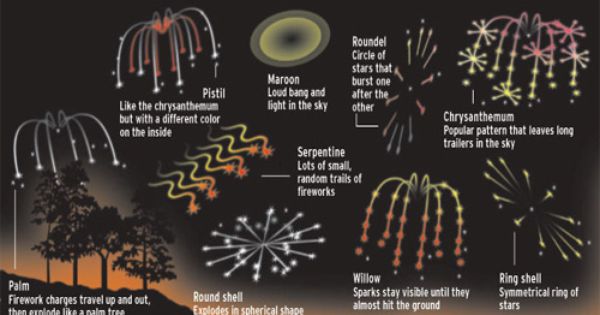 Pistil
Like the chrysanthemum
but with a different color
on the inside
Maroon
Loud bang and
light in the sky
Roundel
Circle of
stars that
burst one
after the
other
Chrysanthemum
Popular pattern that leaves long
trailers in the sky
Serpentine
Lots of small,
random trails of
fireworks
Palm
Firework charges travel up and out,
then explode like a palm tree
Round shell
Explodes in spherical shape
Willow
Sparks stay visible until they
almost hit the ground
Ring shell
Symmetrical ring of
stars